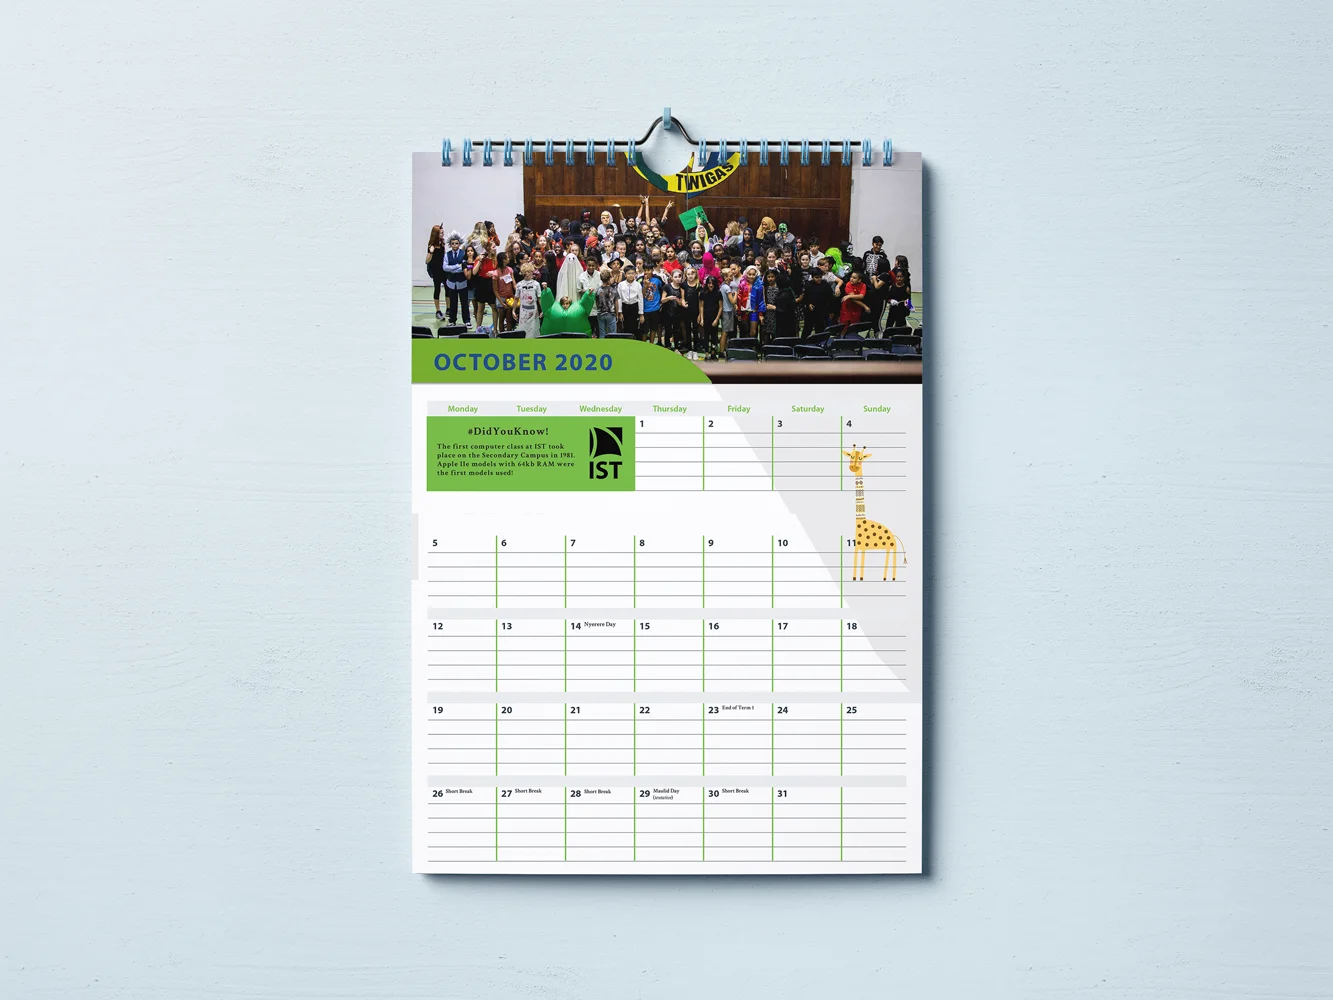 TWIGAS
OCTOBER 2020
Monday Tuesday Wednesday Thursday Friday Saturday Sunday
#DidYouKnow!
The first computer class at IST took
place on the Secondary Campus in 1981.
Apple IIe models with 64kb RAM were
the first models used!
IST
1 2 3 4
5 6 7 8 9 10 11
12 13 14 Nyerere Day 15 16 17 18
19 20 21 22 23 End of Term 1 24 25
26 Short Break 27 Short Break 28 Short Break 29 Maulid Day 30 Short Break 31
(tentative)